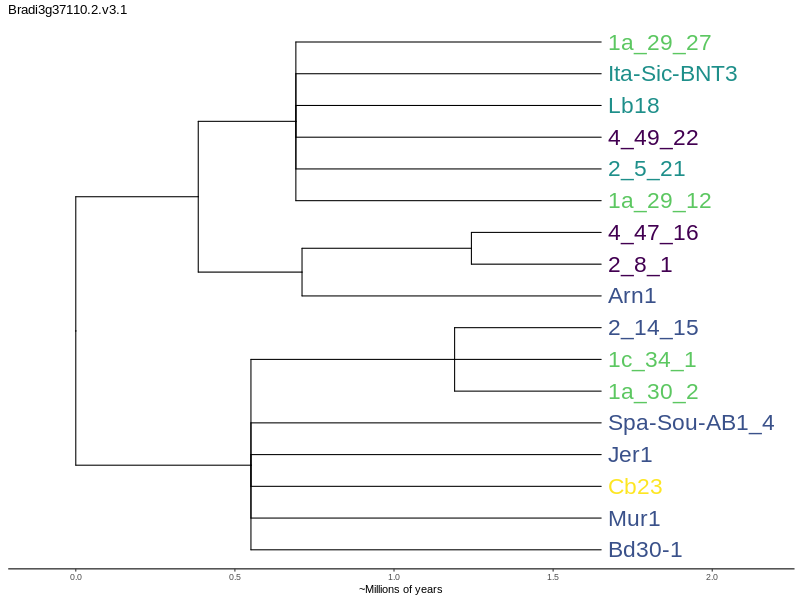 Bradi3g37110.2.v3.1
1a_29_27
Ita-Sic-BNT3
Lb18
4_49_22
2_5_21
1a_29_12
4_47_16
2_8_1
Arn1
2_14_15
1c_34_1
1a_30_2
Spa-Sou-AB1_4
Jer1
Cb23
Mur1
Bd30-1
0.0 0.5 1.0 1.5 2.0
~Millions of years